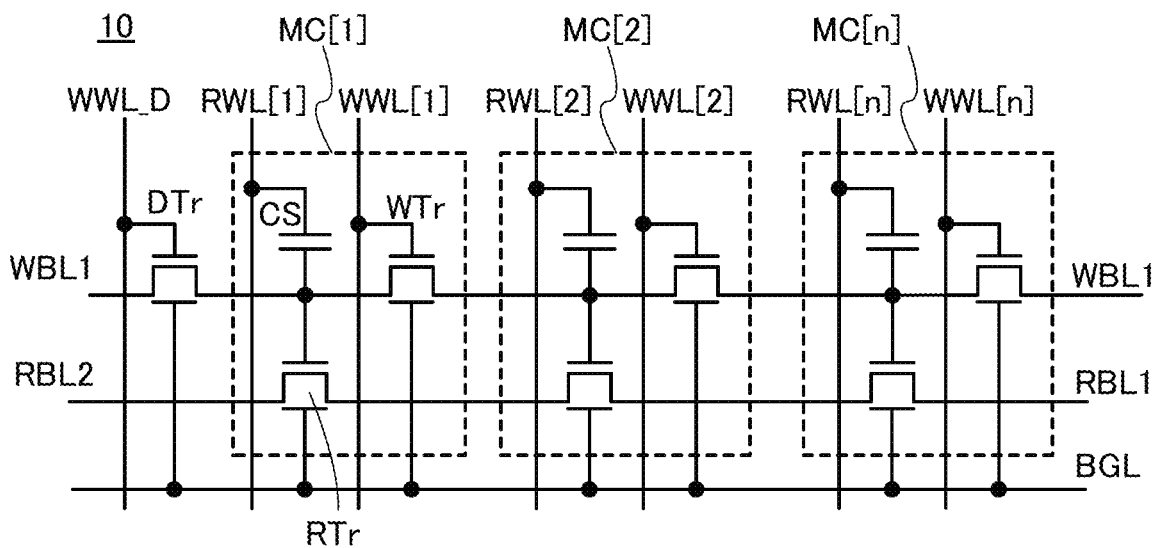 10
MC[1] MC[2] MC[n]
WWL_D RWL[1] WWL[1] RWL[2] WWL[2] RWL[n] WWL[n]
DTr CS WTr
WBL1 WBL1
RBL2 RBL1
BGL
RTr